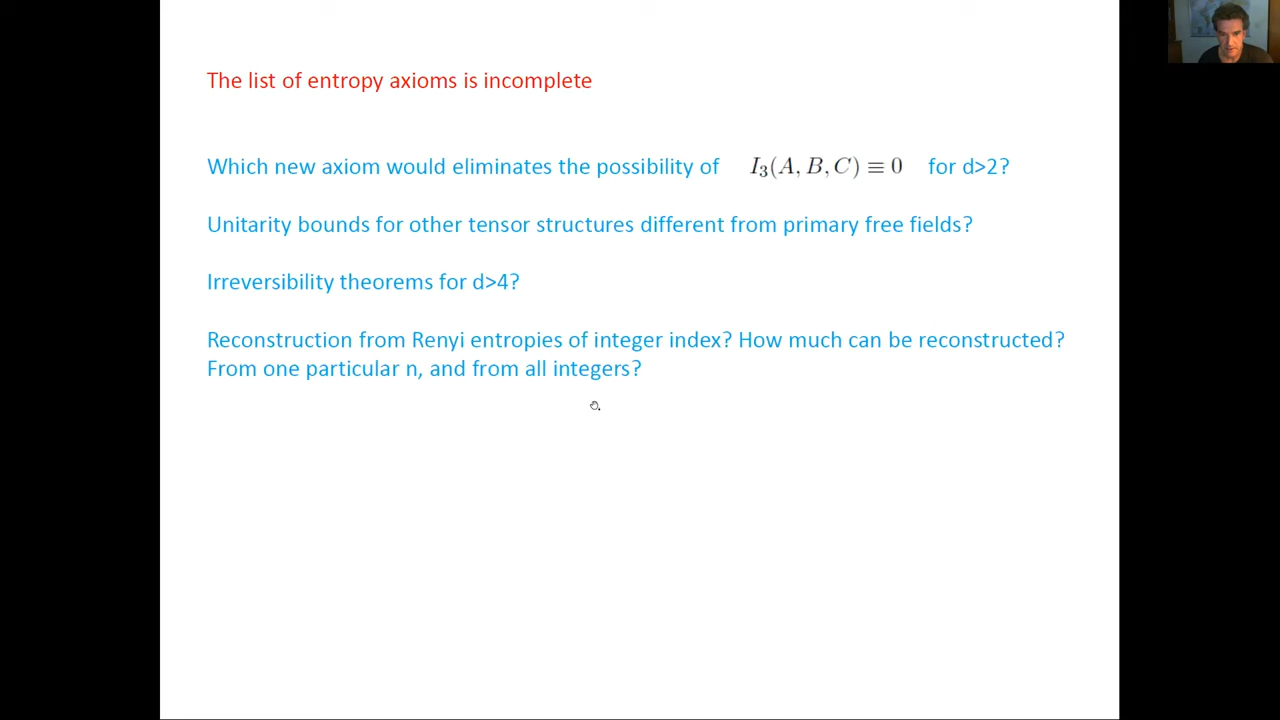 The list of entropy axioms is incomplete
Which new axiom would eliminates the possibility of I₃(A, B, C) ≡ 0 for d>2?
Unitarity bounds for other tensor structures different from primary free fields?
Irreversibility theorems for d>4?
Reconstruction from Renyi entropies of integer index? How much can be reconstructed?
From one particular n, and from all integers?